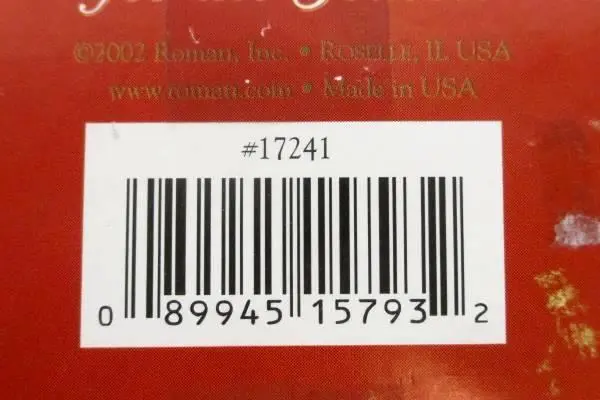 ©2002 Roman, Inc. • Roselle, IL USA
www.roman.com • Made in USA
#17241
0 89945 15793 2